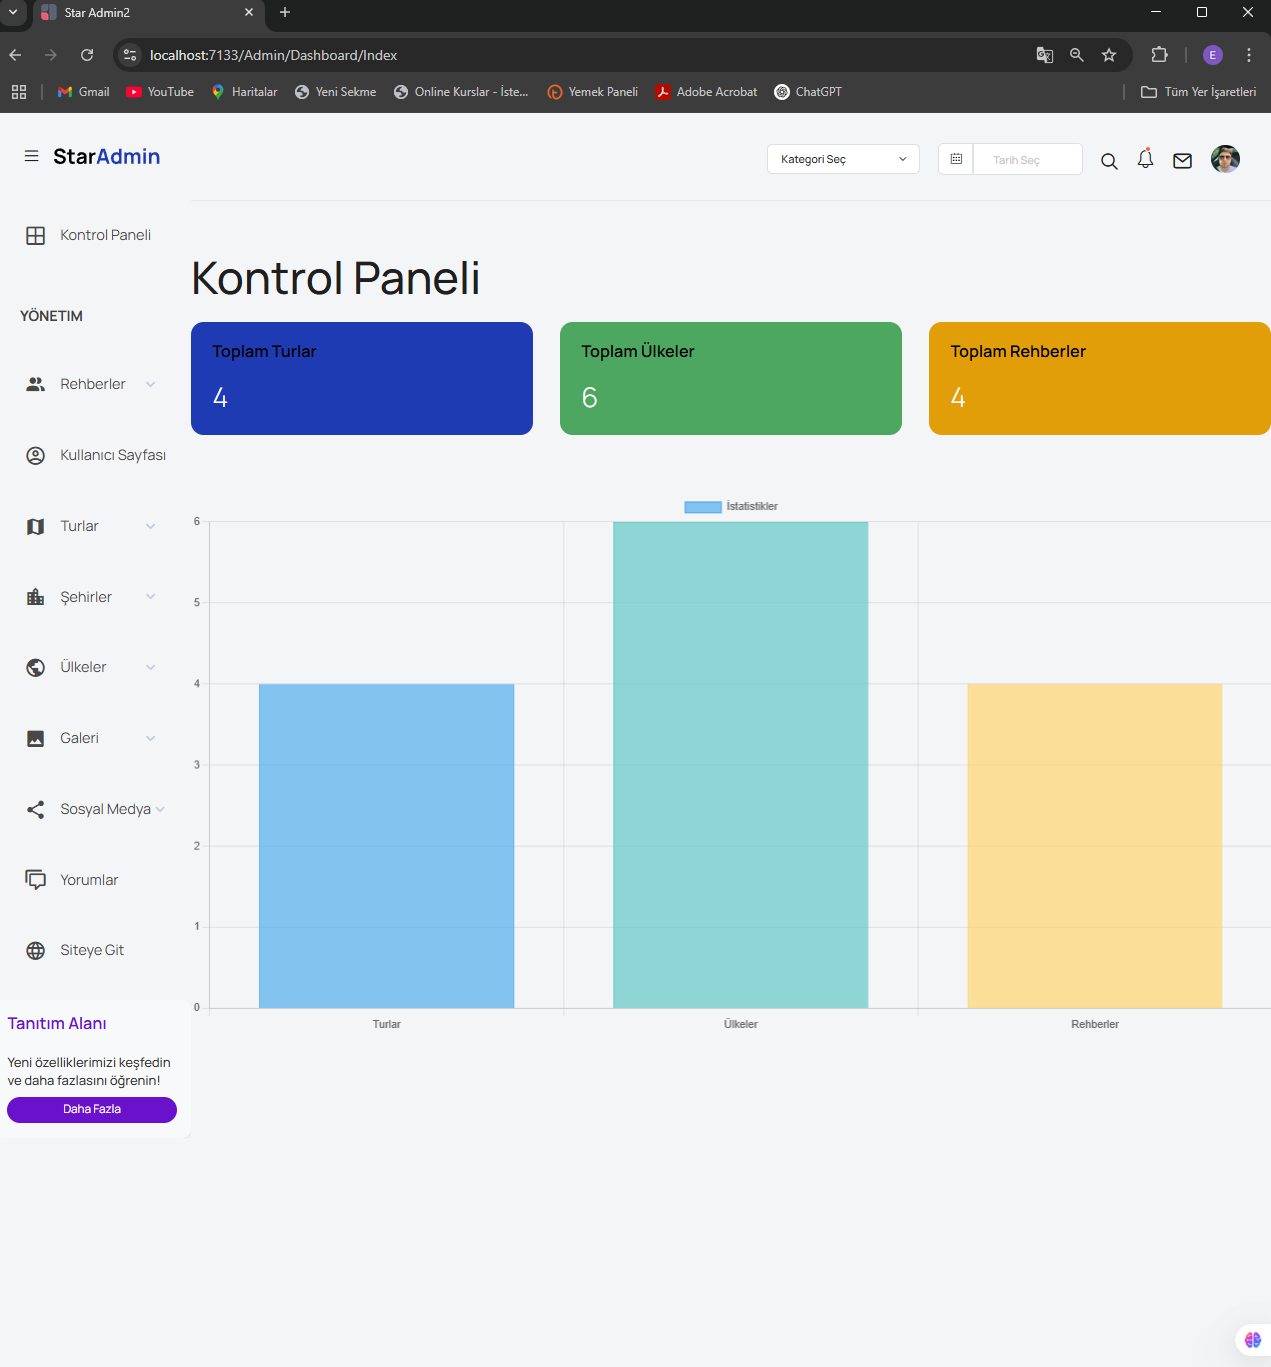 Star Admin2
localhost:7133/Admin/Dashboard/Index
E
Gmail YouTube Haritalar Yeni Sekme Online Kurslar - İste... Yemek Paneli Adobe Acrobat ChatGPT Tüm Yer İşaretleri
StarAdmin
Kategori Seç
Tarih Seç
Kontrol Paneli
YÖNETIM
Rehberler
Kullanıcı Sayfası
Turlar
Şehirler
Ülkeler
Galeri
Sosyal Medya
Yorumlar
Siteye Git
Tanıtım Alanı
Yeni özelliklerimizi keşfedin
ve daha fazlasını öğrenin!
Daha Fazla
Kontrol Paneli
Toplam Turlar
4
Toplam Ülkeler
6
Toplam Rehberler
4
İstatistikler
6
5
4
3
2
1
0
Turlar Ülkeler Rehberler